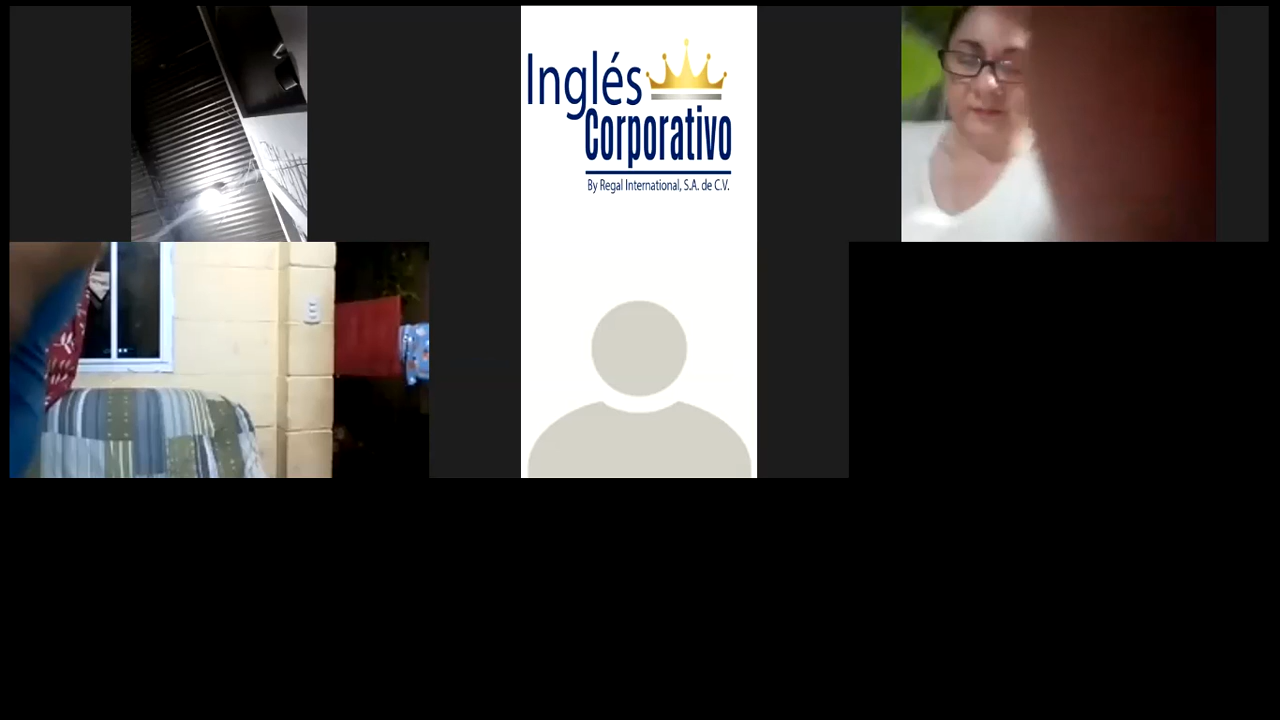 Inglés
Corporativo
By Regal International, S.A. de C.V.